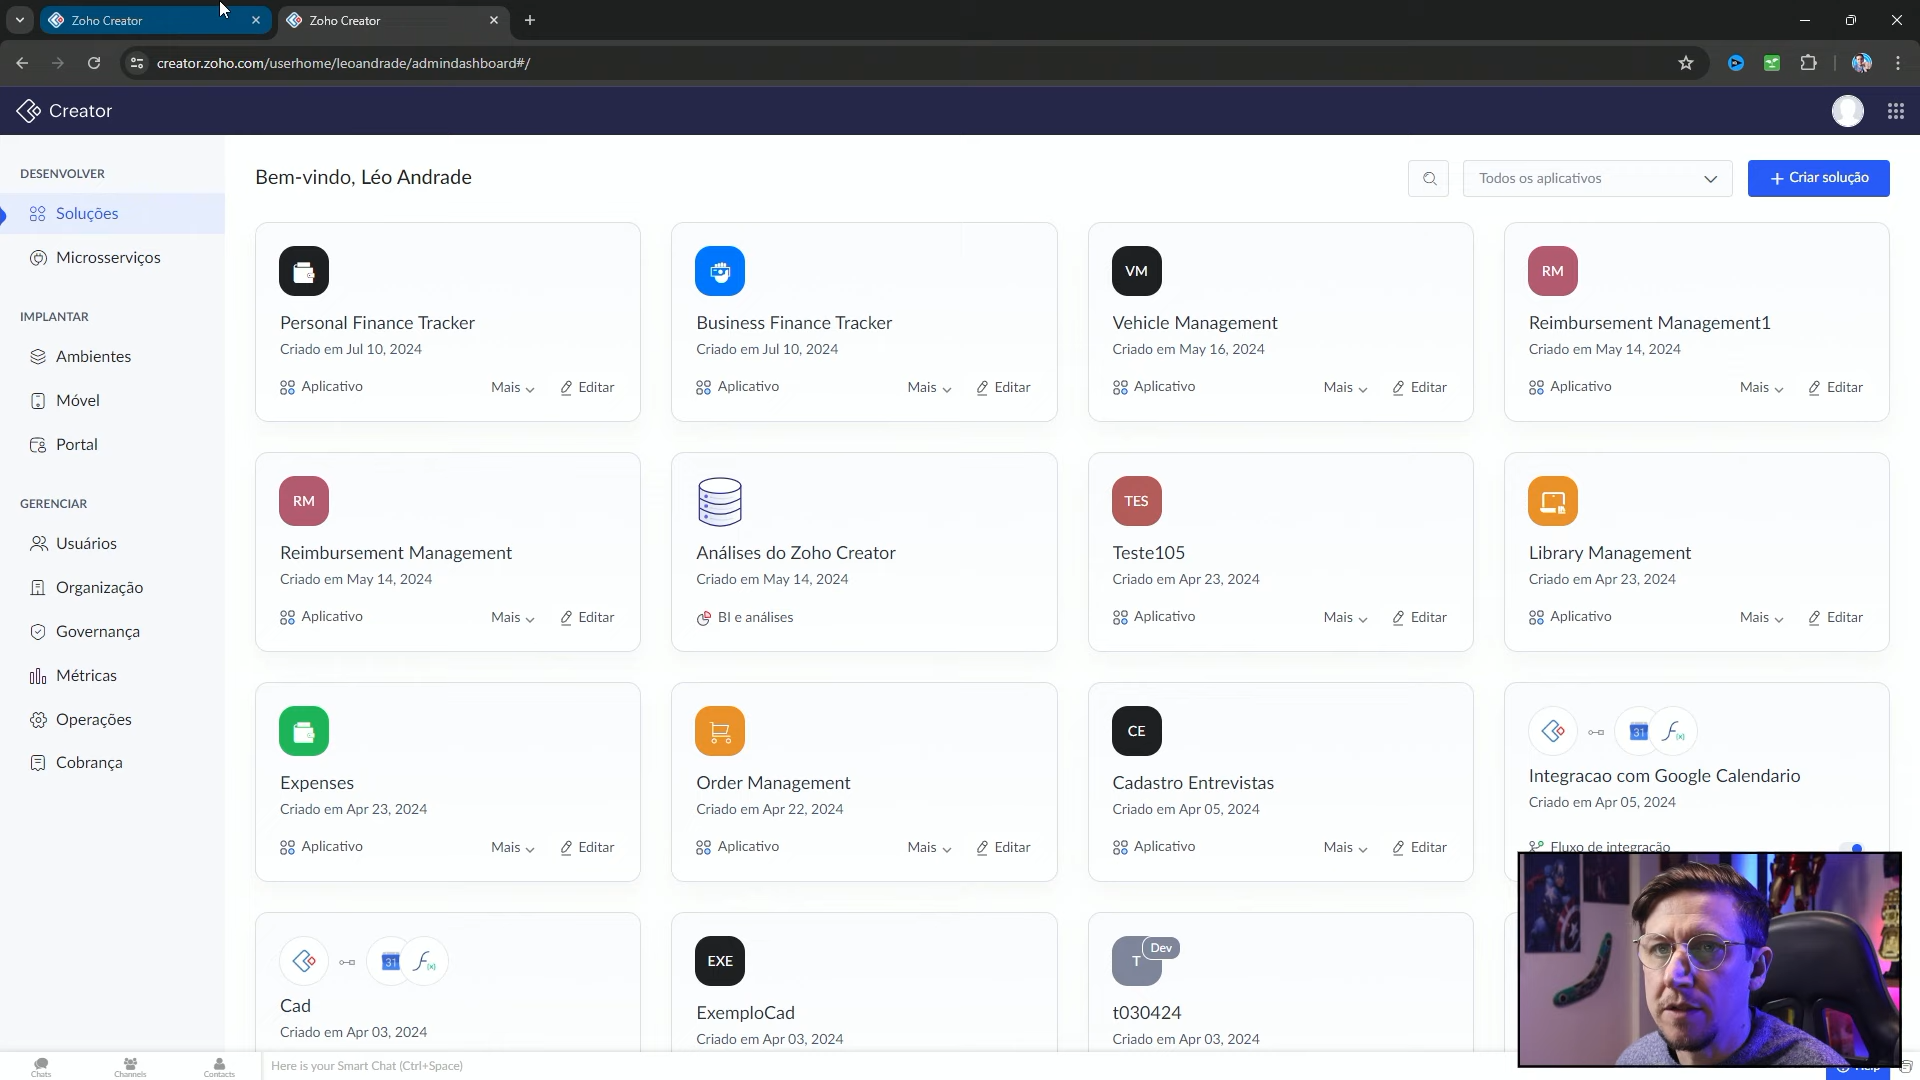 Zoho Creator
Zoho Creator
creator.zoho.com/userhome/leoandrade/admindashboard#/
Creator
DESENVOLVER
Soluções
Microsserviços
IMPLANTAR
Ambientes
Móvel
Portal
GERENCIAR
Usuários
Organização
Governança
Métricas
Operações
Cobrança
Bem-vindo, Léo Andrade
Todos os aplicativos
+ Criar solução
Personal Finance Tracker
Criado em Jul 10, 2024
Aplicativo Mais Editar
Business Finance Tracker
Criado em Jul 10, 2024
Aplicativo Mais Editar
VM
Vehicle Management
Criado em May 16, 2024
Aplicativo Mais Editar
RM
Reimbursement Management1
Criado em May 14, 2024
Aplicativo Mais Editar
RM
Reimbursement Management
Criado em May 14, 2024
Aplicativo Mais Editar
Análises do Zoho Creator
Criado em May 14, 2024
BI e análises
TES
Teste105
Criado em Apr 23, 2024
Aplicativo Mais Editar
Library Management
Criado em Apr 23, 2024
Aplicativo Mais Editar
Expenses
Criado em Apr 23, 2024
Aplicativo Mais Editar
Order Management
Criado em Apr 22, 2024
Aplicativo Mais Editar
CE
Cadastro Entrevistas
Criado em Apr 05, 2024
Aplicativo Mais Editar
31
Integracao com Google Calendario
Criado em Apr 05, 2024
Fluxo de integração
31
Cad
Criado em Apr 03, 2024
EXE
ExemploCad
Criado em Apr 03, 2024
T Dev
t030424
Criado em Apr 03, 2024
Chats
Channels
Contacts
Here is your Smart Chat (Ctrl+Space)
Help